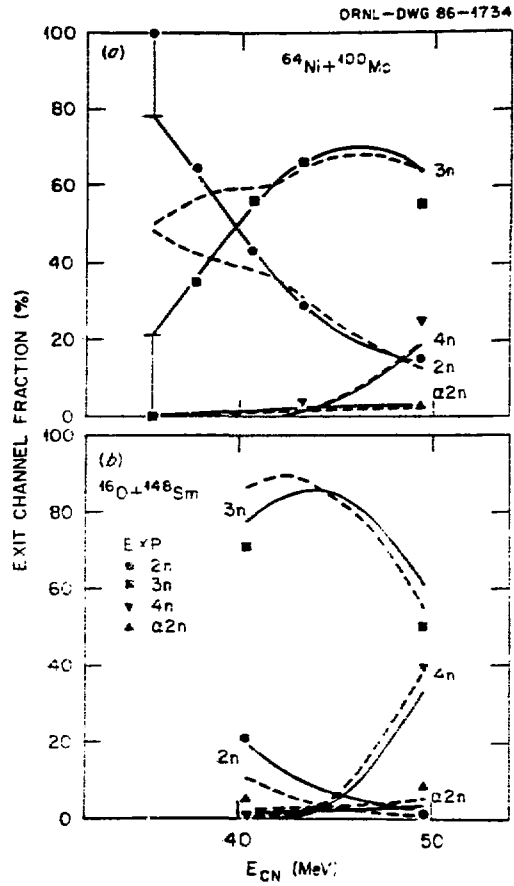 ORNL-DWG 86-1734
(a)
⁶⁴Ni+¹⁰⁰Mo
100
80
60
40
20
0
3n
4n
2n
α2n
EXIT CHANNEL FRACTION (%)
(b)
¹⁶O+¹⁴⁸Sm
100
80
60
40
20
0
3n
EXP
2n
3n
4n
α2n
4n
2n
α2n
40
50
E_CN (MeV)